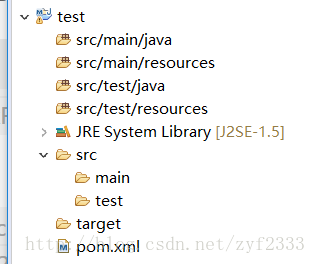 test
src/main/java
src/main/resources
src/test/java
src/test/resources
JRE System Library [J2SE-1.5]
src
main
test
target
http://blog.csdn.net/zyf2333
pom.xml